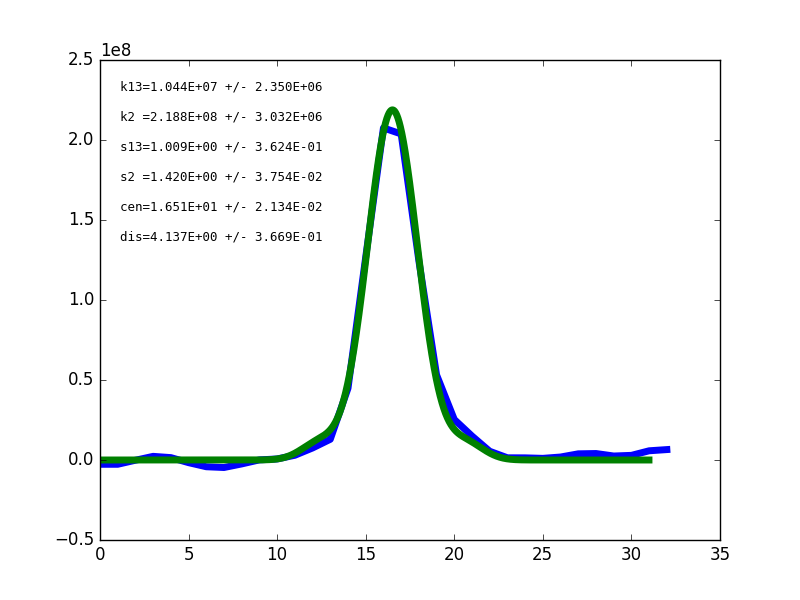 1e8
2.5
k13=1.044E+07 +/- 2.350E+06
k2 =2.188E+08 +/- 3.032E+06
2.0
s13=1.009E+00 +/- 3.624E-01
s2 =1.420E+00 +/- 3.754E-02
1.5
cen=1.651E+01 +/- 2.134E-02
dis=4.137E+00 +/- 3.669E-01
1.0
0.5
0.0
−0.5
0 5 10 15 20 25 30 35